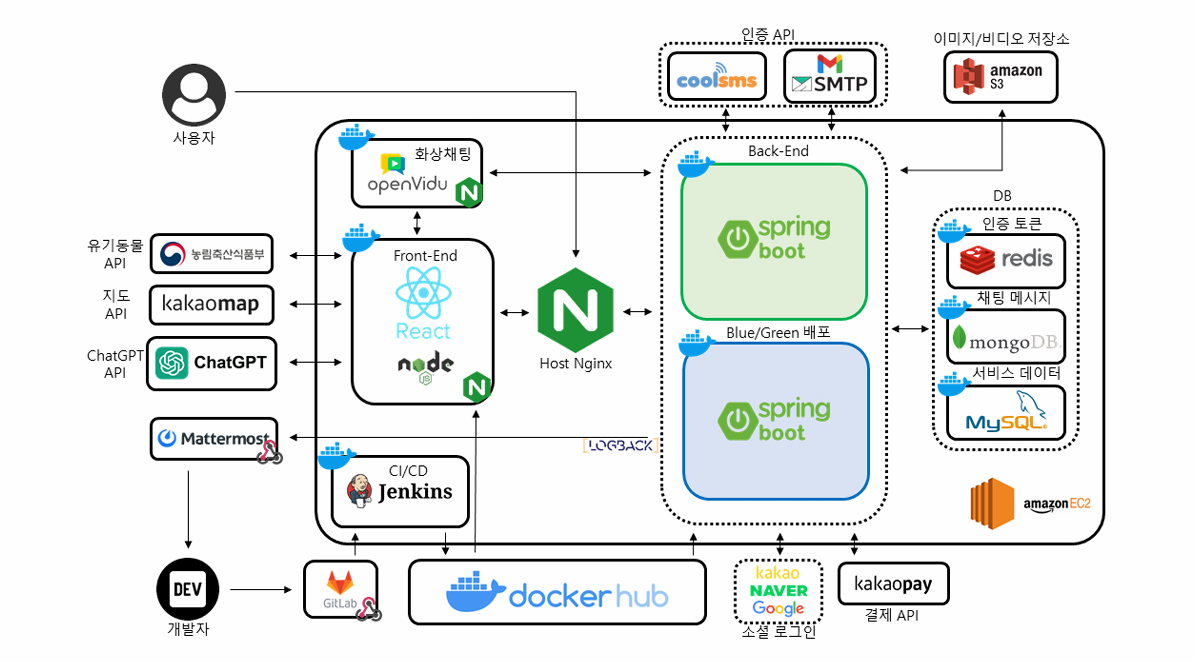 인증 API
coolsms
SMTP
이미지/비디오 저장소
amazon
S3
사용자
화상채팅
openVidu
N
Back-End
spring
boot
DB
인증 토큰
redis
채팅 메시지
mongoDB.
서비스 데이터
MySQL.
유기동물
API
농림축산식품부
지도
API
kakaomap
ChatGPT
API
ChatGPT
Front-End
React
node
JS
N
N
Host Nginx
Blue/Green 배포
spring
boot
Mattermost
[LOGBACK]
CI/CD
Jenkins
amazon EC2
DEV
개발자
GitLab
dockerhub
kakao
NAVER
Google
소셜 로그인
kakaopay
결제 API